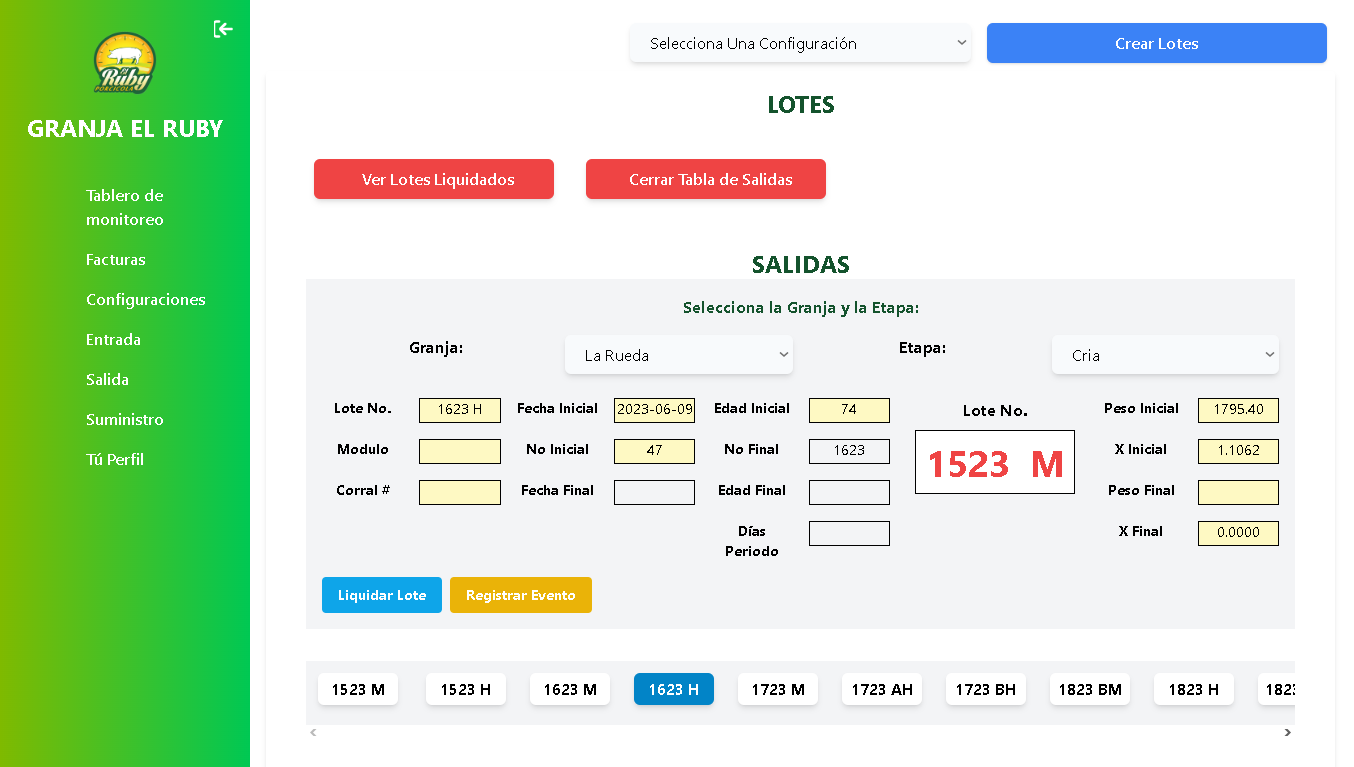 El
Ruby
PORCICOLA
GRANJA EL RUBY
Tablero de
monitoreo
Facturas
Configuraciones
Entrada
Salida
Suministro
Tú Perfil
Selecciona Una Configuración
Crear Lotes
LOTES
Ver Lotes Liquidados
Cerrar Tabla de Salidas
SALIDAS
Selecciona la Granja y la Etapa:
Granja: La Rueda Etapa: Cria
Lote No. 1623 H Fecha Inicial 2023-06-09 Edad Inicial 74 Lote No. Peso Inicial 1795.40
Modulo No Inicial 47 No Final 1623 1523 M X Inicial 1.1062
Corral # Fecha Final Edad Final Peso Final
Días
Periodo
X Final 0.0000
Liquidar Lote Registrar Evento
1523 M 1523 H 1623 M 1623 H 1723 M 1723 AH 1723 BH 1823 BM 1823 H 1823